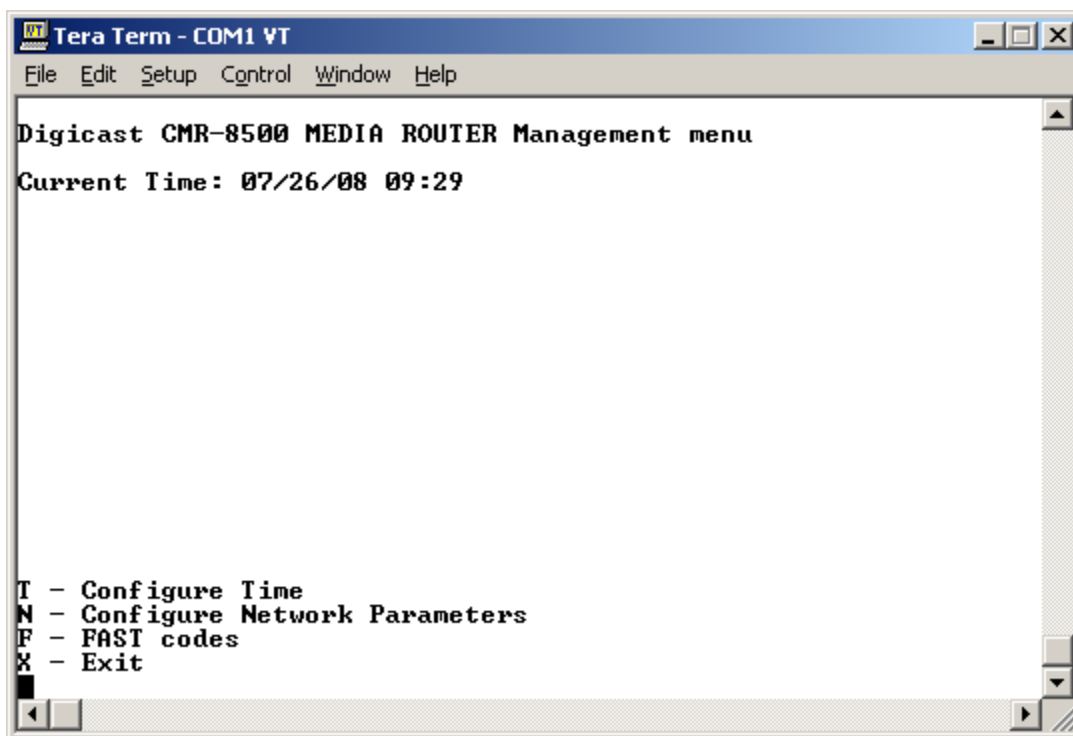 Tera Term - COM1 VT
File Edit Setup Control Window Help
Digicast CMR-8500 MEDIA ROUTER Management menu
Current Time: 07/26/08 09:29
T - Configure Time
N - Configure Network Parameters
F - FAST codes
X - Exit